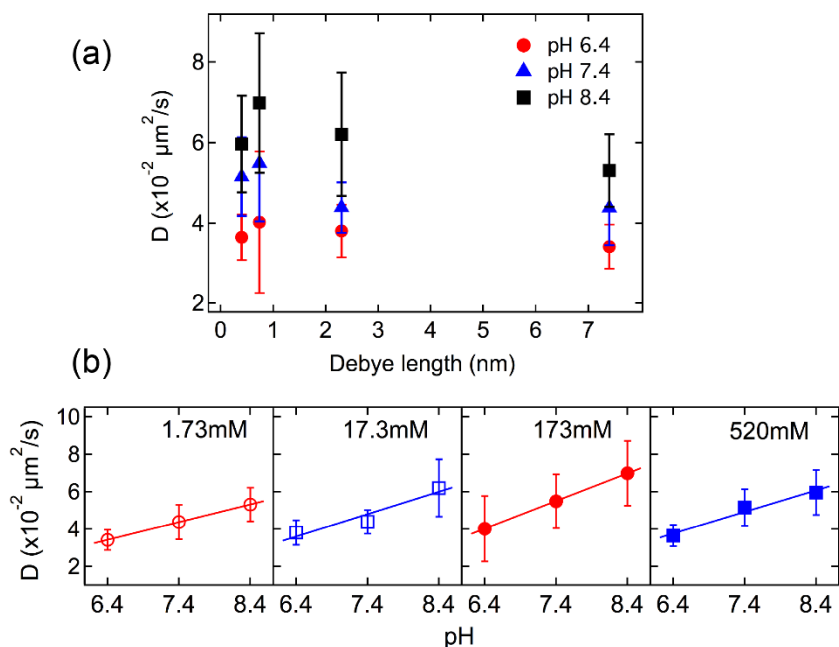 (a)
D (x10⁻² μm²/s)
8
6
4
2
pH 6.4
pH 7.4
pH 8.4
0 1 2 3 4 5 6 7
Debye length (nm)
(b)
D (x10⁻² μm²/s)
10
8
6
4
2
1.73mM 17.3mM 173mM 520mM
6.4 7.4 8.4 6.4 7.4 8.4 6.4 7.4 8.4 6.4 7.4 8.4
pH